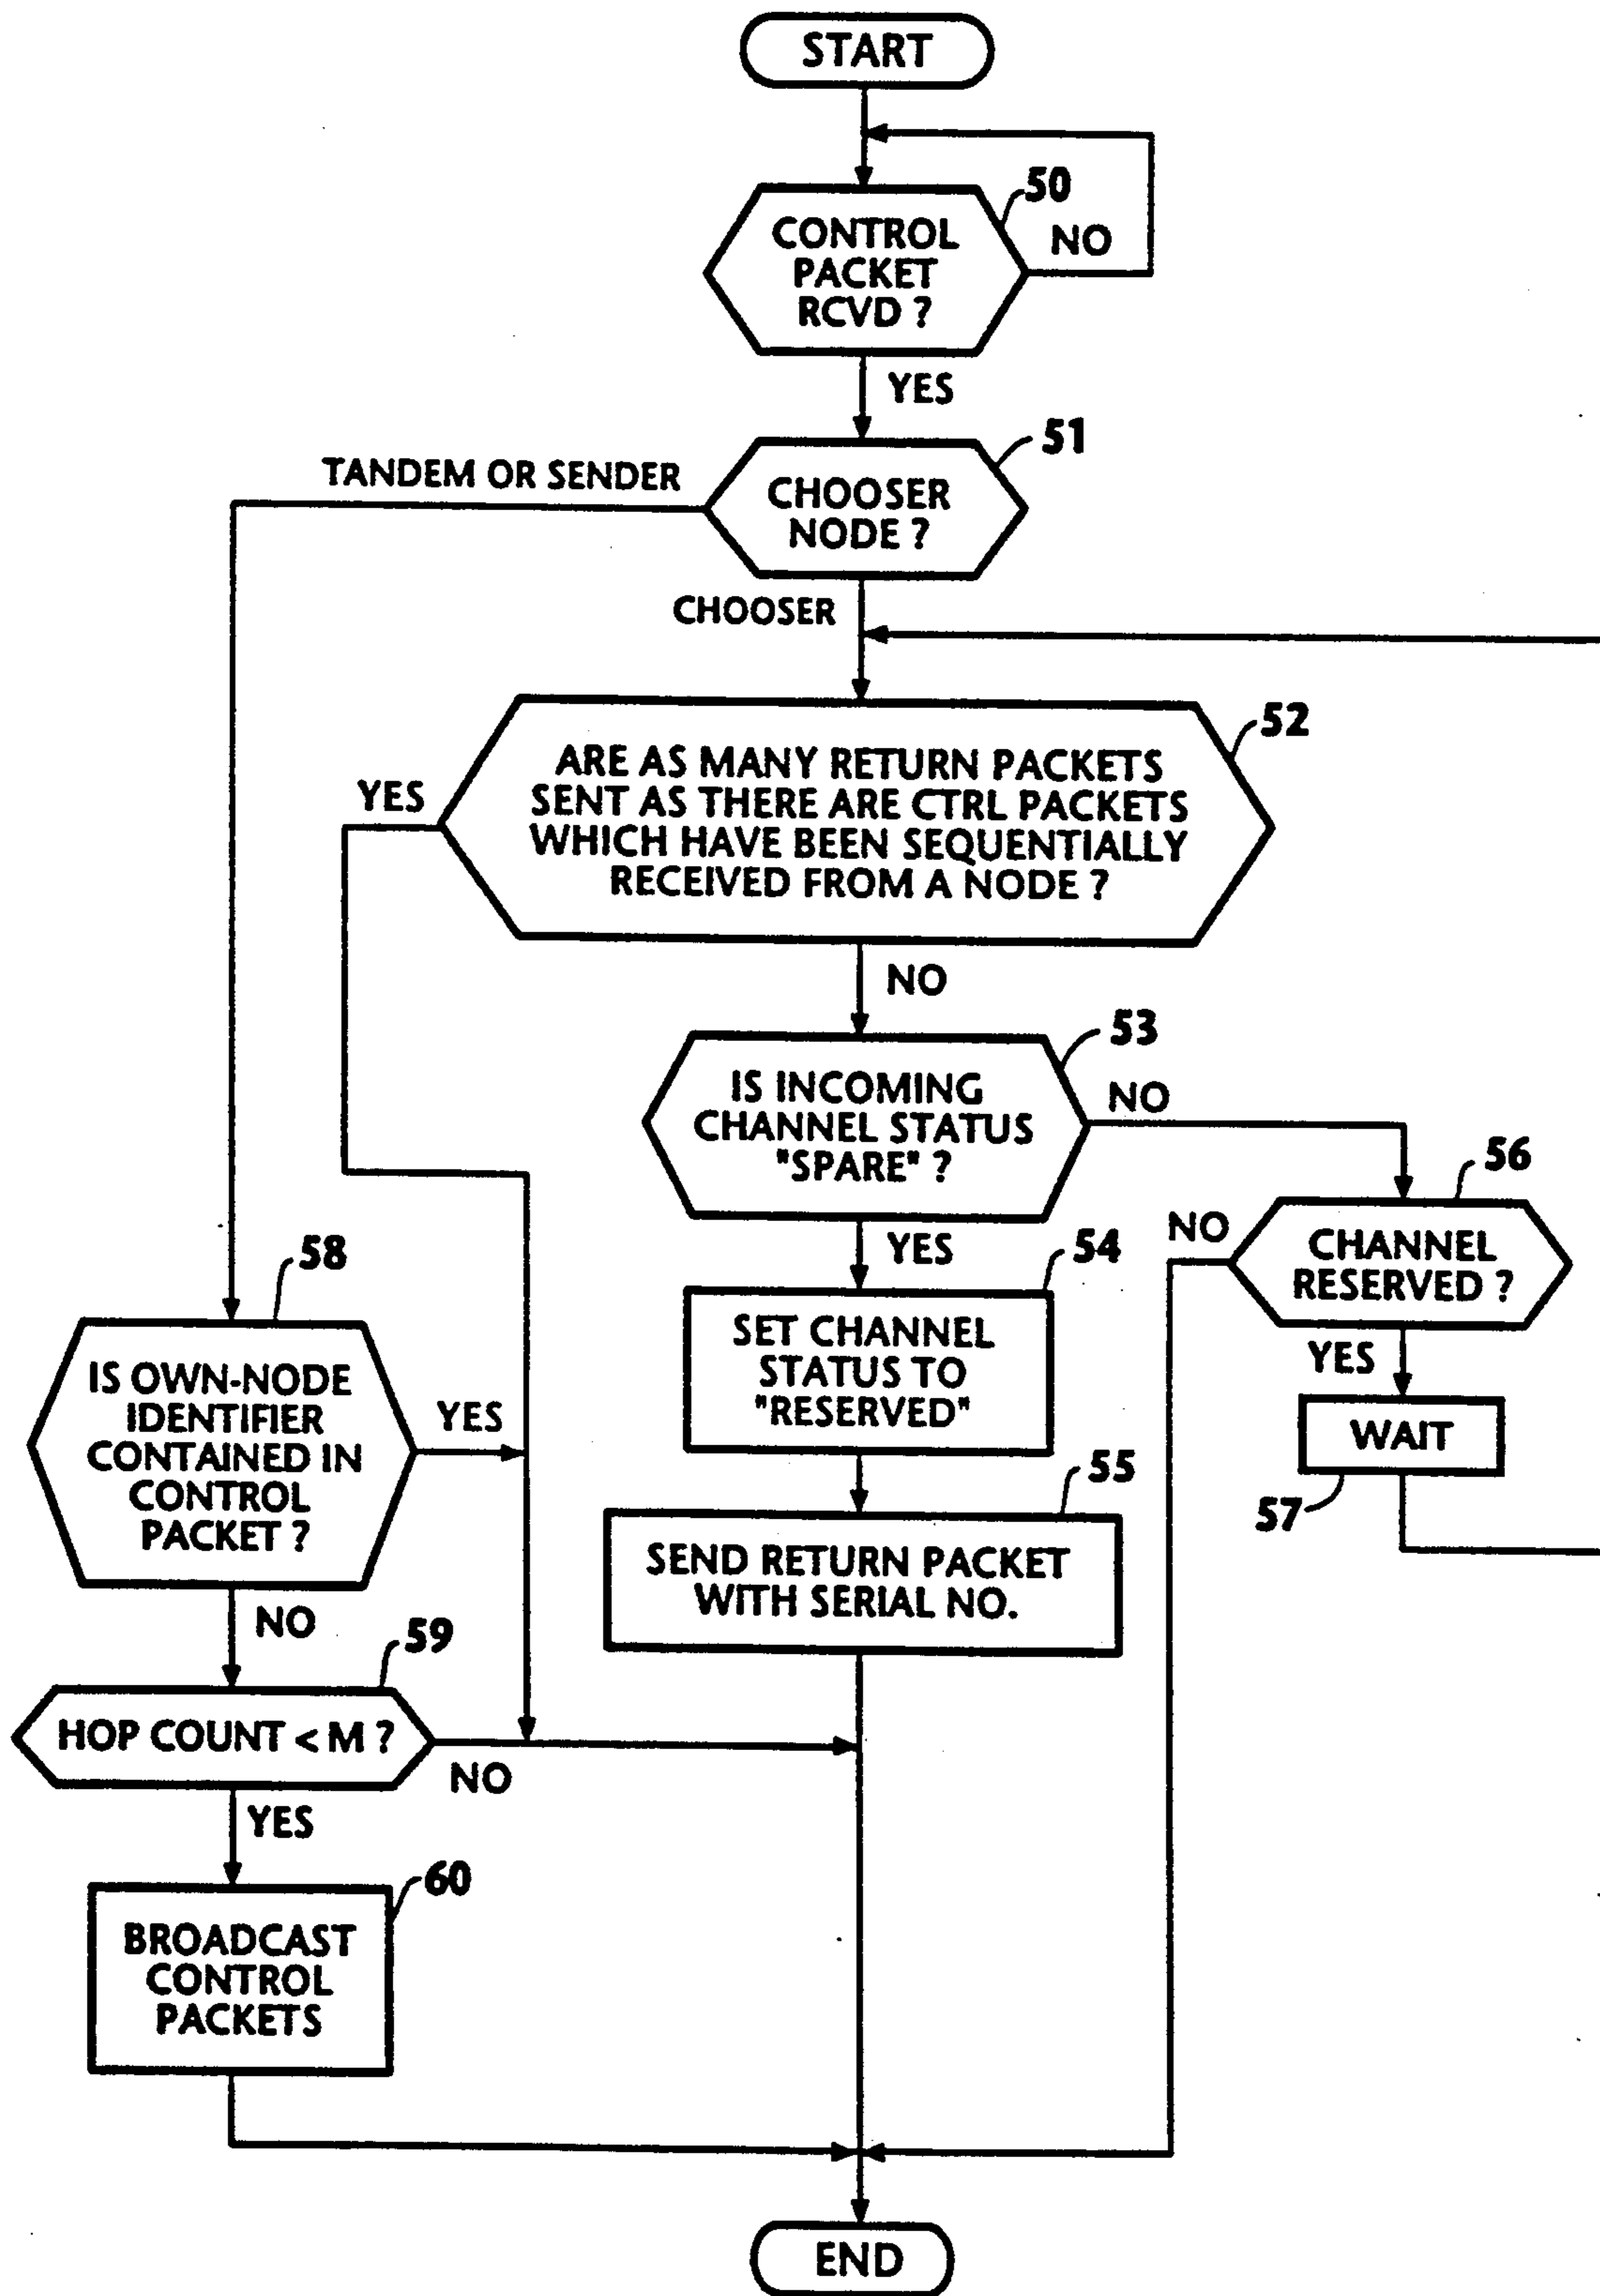 START
50
CONTROL
PACKET
RCVD ?
NO
YES
51
TANDEM OR SENDER
CHOOSER
NODE ?
CHOOSER
52
ARE AS MANY RETURN PACKETS
SENT AS THERE ARE CTRL PACKETS
WHICH HAVE BEEN SEQUENTIALLY
RECEIVED FROM A NODE ?
YES
NO
53
IS INCOMING
CHANNEL STATUS
"SPARE" ?
NO
YES
56
CHANNEL
RESERVED ?
NO
YES
54
SET CHANNEL
STATUS TO
"RESERVED"
WAIT
57
55
SEND RETURN PACKET
WITH SERIAL NO.
58
IS OWN-NODE
IDENTIFIER
CONTAINED IN
CONTROL
PACKET ?
YES
NO
59
HOP COUNT < M ?
NO
YES
60
BROADCAST
CONTROL
PACKETS
END